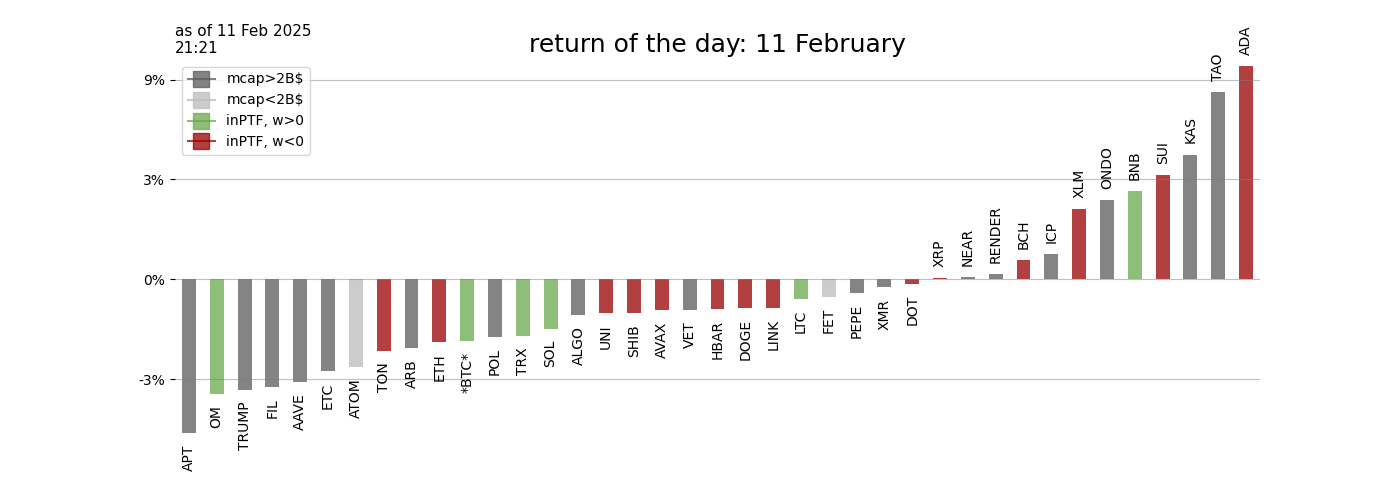 as of 11 Feb 2025
21:21
return of the day: 11 February
mcap>2B$
mcap<2B$
inPTF, w>0
inPTF, w<0
9%
3%
0%
-3%
APT
OM
TRUMP
FIL
AAVE
ETC
ATOM
TON
ARB
ETH
*BTC*
POL
TRX
SOL
ALGO
UNI
SHIB
AVAX
VET
HBAR
DOGE
LINK
LTC
FET
PEPE
XMR
DOT
XRP
NEAR
RENDER
BCH
ICP
XLM
ONDO
BNB
SUI
KAS
TAO
ADA